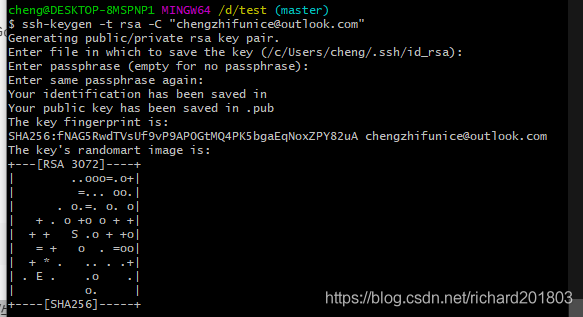 cheng@DESKTOP-8MSPNP1 MINGW64 /d/test (master)
$ ssh-keygen -t rsa -C "chengzhifunice@outlook.com"
Generating public/private rsa key pair.
Enter file in which to save the key (/c/Users/cheng/.ssh/id_rsa):
Enter passphrase (empty for no passphrase):
Enter same passphrase again:
Your identification has been saved in
Your public key has been saved in .pub
The key fingerprint is:
SHA256:fNAG5RwdTVsUf9vP9APOGtMQ4PK5bgaEqNoxZPY82uA chengzhifunice@outlook.com
The key's randomart image is:
+---[RSA 3072]----+
|        ..ooo=.o+|
|         =... oo.|
|      . o.=. o. o|
|   + . o +o o + +|
|  + +   S .o + +o|
|   = +   o  . =oo|
|  + * .   .. . .+|
| . E .    .o    .|
|          o.     |
+----[SHA256]-----+
https://blog.csdn.net/richard201803